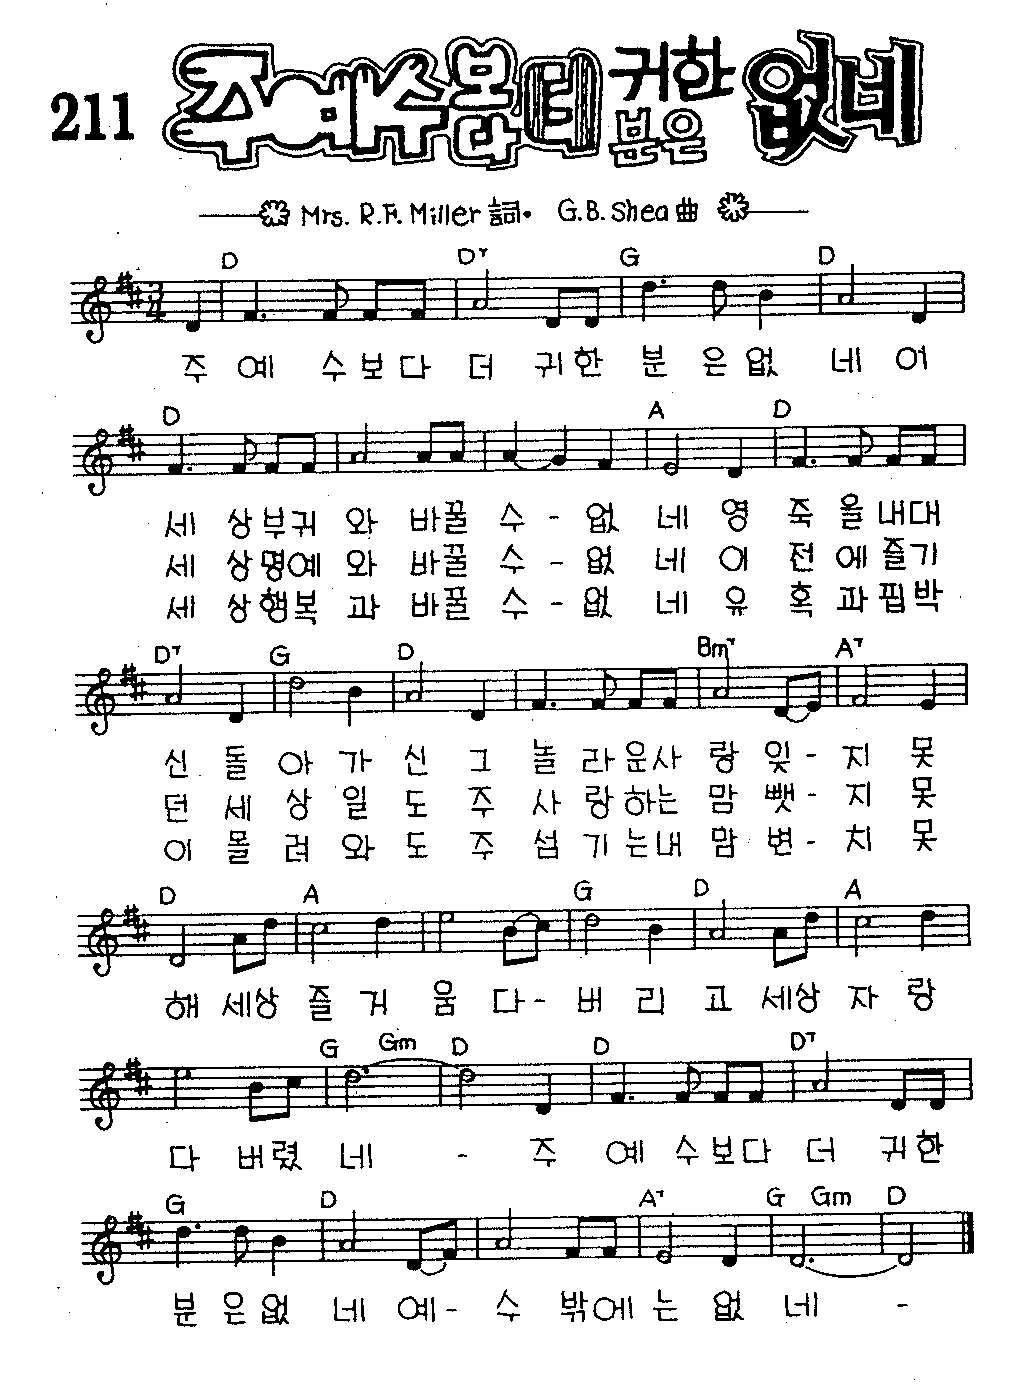 211 주예수보다 더 귀한 분은 없네
Mrs. R.F. Miller 詞. G.B. Shea 曲
D D7 G D
3/4
주 예 수보다 더 귀한 분 은없 네 어
D A D
세 상부귀 와 바꿀 수 - 없 네 영 죽 을내대
세 상명예 와 바꿀 수 - 없 네 이 전 에즐기
세 상행복 과 바꿀 수 - 없 네 유 혹 과핍박
D7 G D Bm7 A7
신 돌 아 가 신 그 놀 라운사 랑 잊 - 지 못
던 세 상 일 도 주 사 랑하는 맘 뺏 - 지 못
이 몰 려 와 도 주 섬 기는내 맘 변 - 치 못
D A G D A
해 세상 즐 거 움 다 - 버 리 고 세상 자 랑
G Gm D D D7
다 버렸 네 - 주 예 수보다 더 귀한
G D A7 G Gm D
분 은없 네 예 - 수 밖에 는 없 네 -